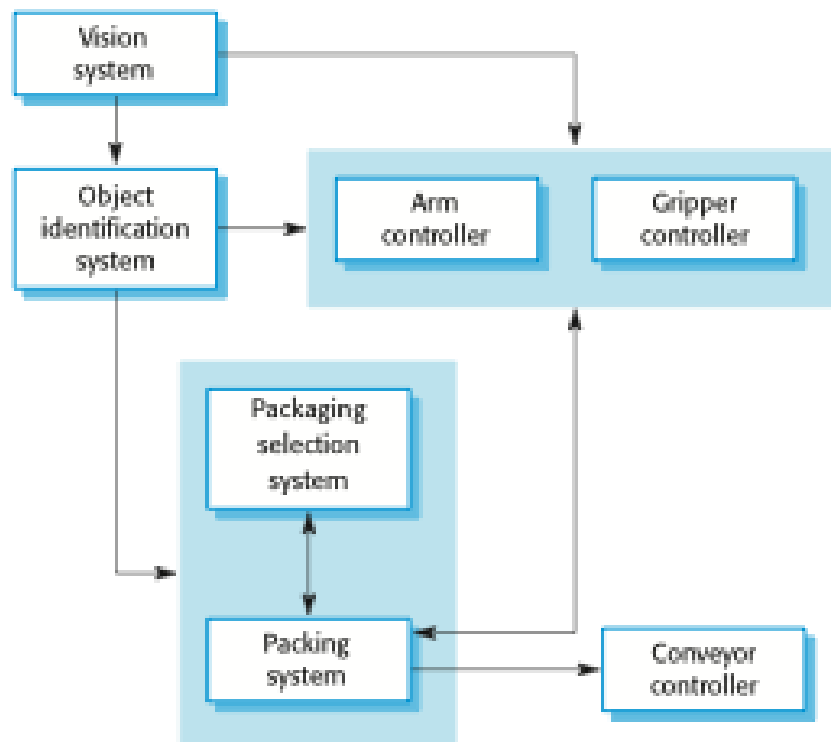 Vision
system
Object
identification
system
Arm
controller
Gripper
controller
Packaging
selection
system
Packing
system
Conveyor
controller